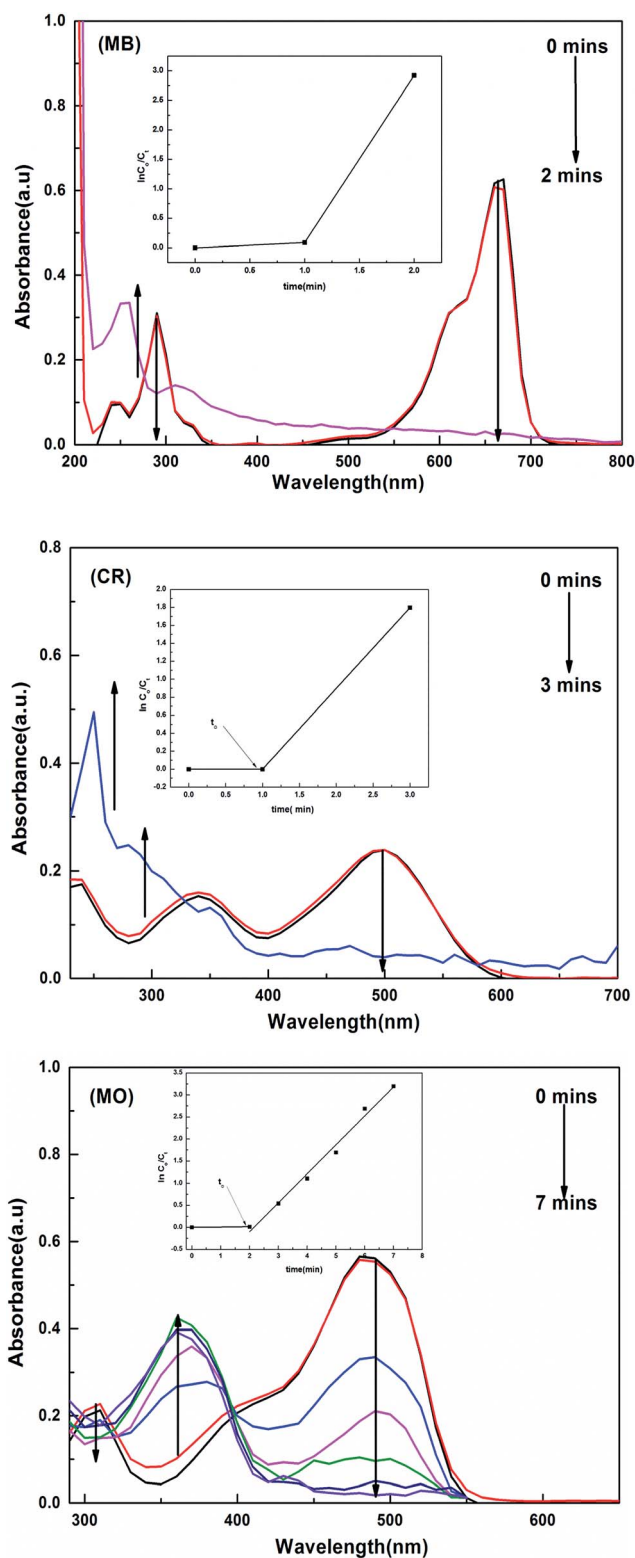 (MB)
0 mins
2 mins
lnC₀/Cₜ
3.0
2.5
2.0
1.5
1.0
0.5
0.0
0.0 0.5 1.0 1.5 2.0
time(min)
Absorbance(a.u)
1.0
0.8
0.6
0.4
0.2
0.0
200 300 400 500 600 700 800
Wavelength(nm)
(CR)
0 mins
3 mins
ln C₀/Cₜ
2.0
1.8
1.6
1.4
1.2
1.0
0.8
0.6
0.4
0.2
0.0
-0.2
t₀
0.0 0.5 1.0 1.5 2.0 2.5 3.0
time( min)
Absorbance(a.u.)
0.8
0.6
0.4
0.2
0.0
300 400 500 600 700
Wavelength(nm)
(MO)
0 mins
7 mins
ln C₀/Cₜ
3.5
3.0
2.5
2.0
1.5
1.0
0.5
0.0
-0.5
t₀
0 1 2 3 4 5 6 7 8
time(min)
Absorbance(a.u)
1.0
0.8
0.6
0.4
0.2
0.0
300 400 500 600
Wavelength(nm)